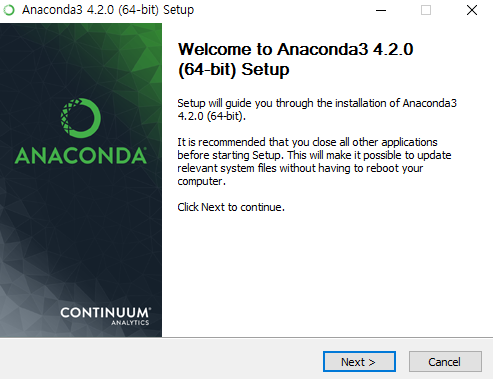 Anaconda3 4.2.0 (64-bit) Setup
Welcome to Anaconda3 4.2.0
(64-bit) Setup
Setup will guide you through the installation of Anaconda3
4.2.0 (64-bit).
It is recommended that you close all other applications
before starting Setup. This will make it possible to update
relevant system files without having to reboot your
computer.
Click Next to continue.
ANACONDA
CONTINUUM
ANALYTICS
Next >
Cancel